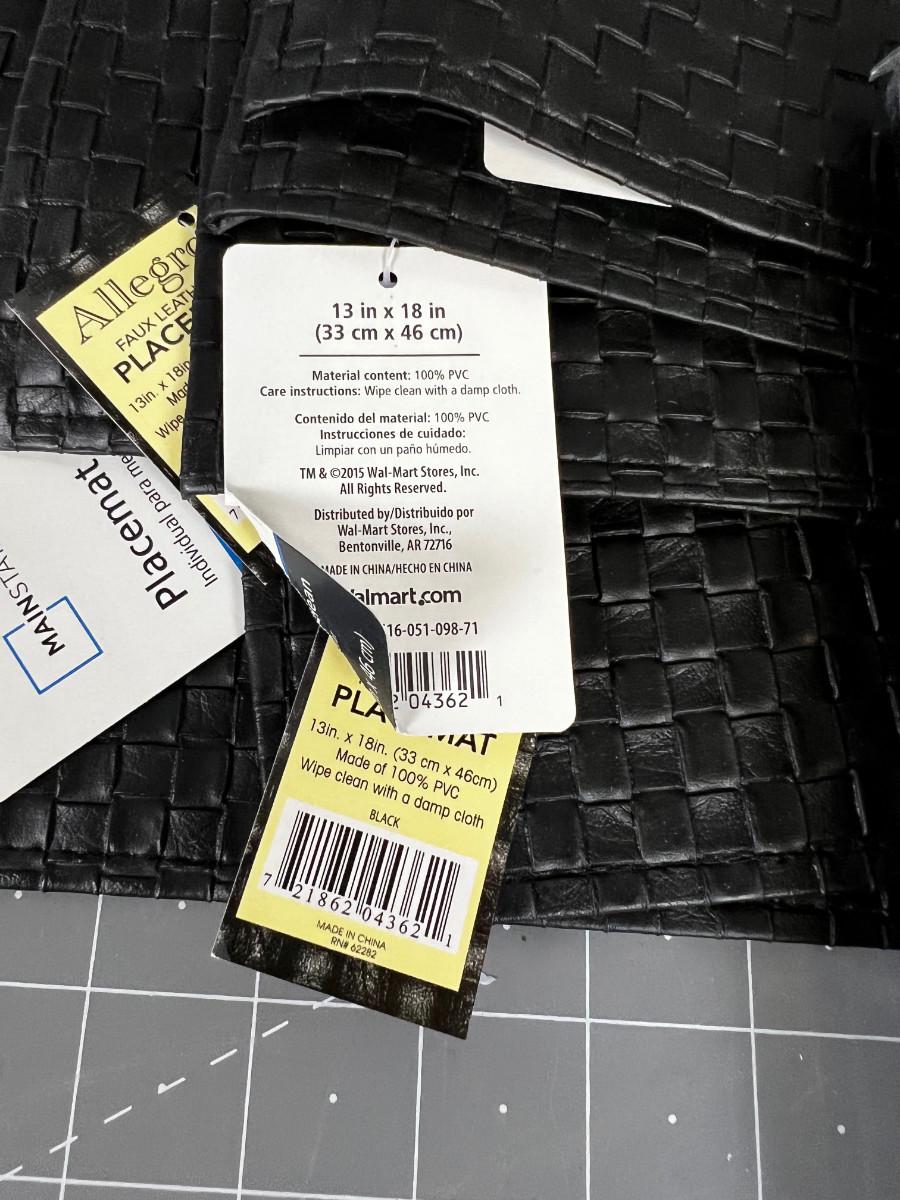 Allegro
FAUX LEATH
PLACE
13in. x 18in
Mad
Wipe
Placemat
Individual para me
MAINSTA
13 in x 18 in
(33 cm x 46 cm)
Material content: 100% PVC
Care instructions: Wipe clean with a damp cloth.
Contenido del material: 100% PVC
Instrucciones de cuidado:
Limpiar con un paño húmedo.
TM & ©2015 Wal-Mart Stores, Inc.
All Rights Reserved.
Distributed by/Distribuido por
Wal-Mart Stores, Inc.,
Bentonville, AR 72716
MADE IN CHINA/HECHO EN CHINA
almart.com
16-051-098-71
2 04362 1
x 46 cm)
PLA MAT
13in. x 18in. (33 cm x 46cm)
Made of 100% PVC
Wipe clean with a damp cloth
BLACK
7 21862 04362 1
MADE IN CHINA
RN# 62282